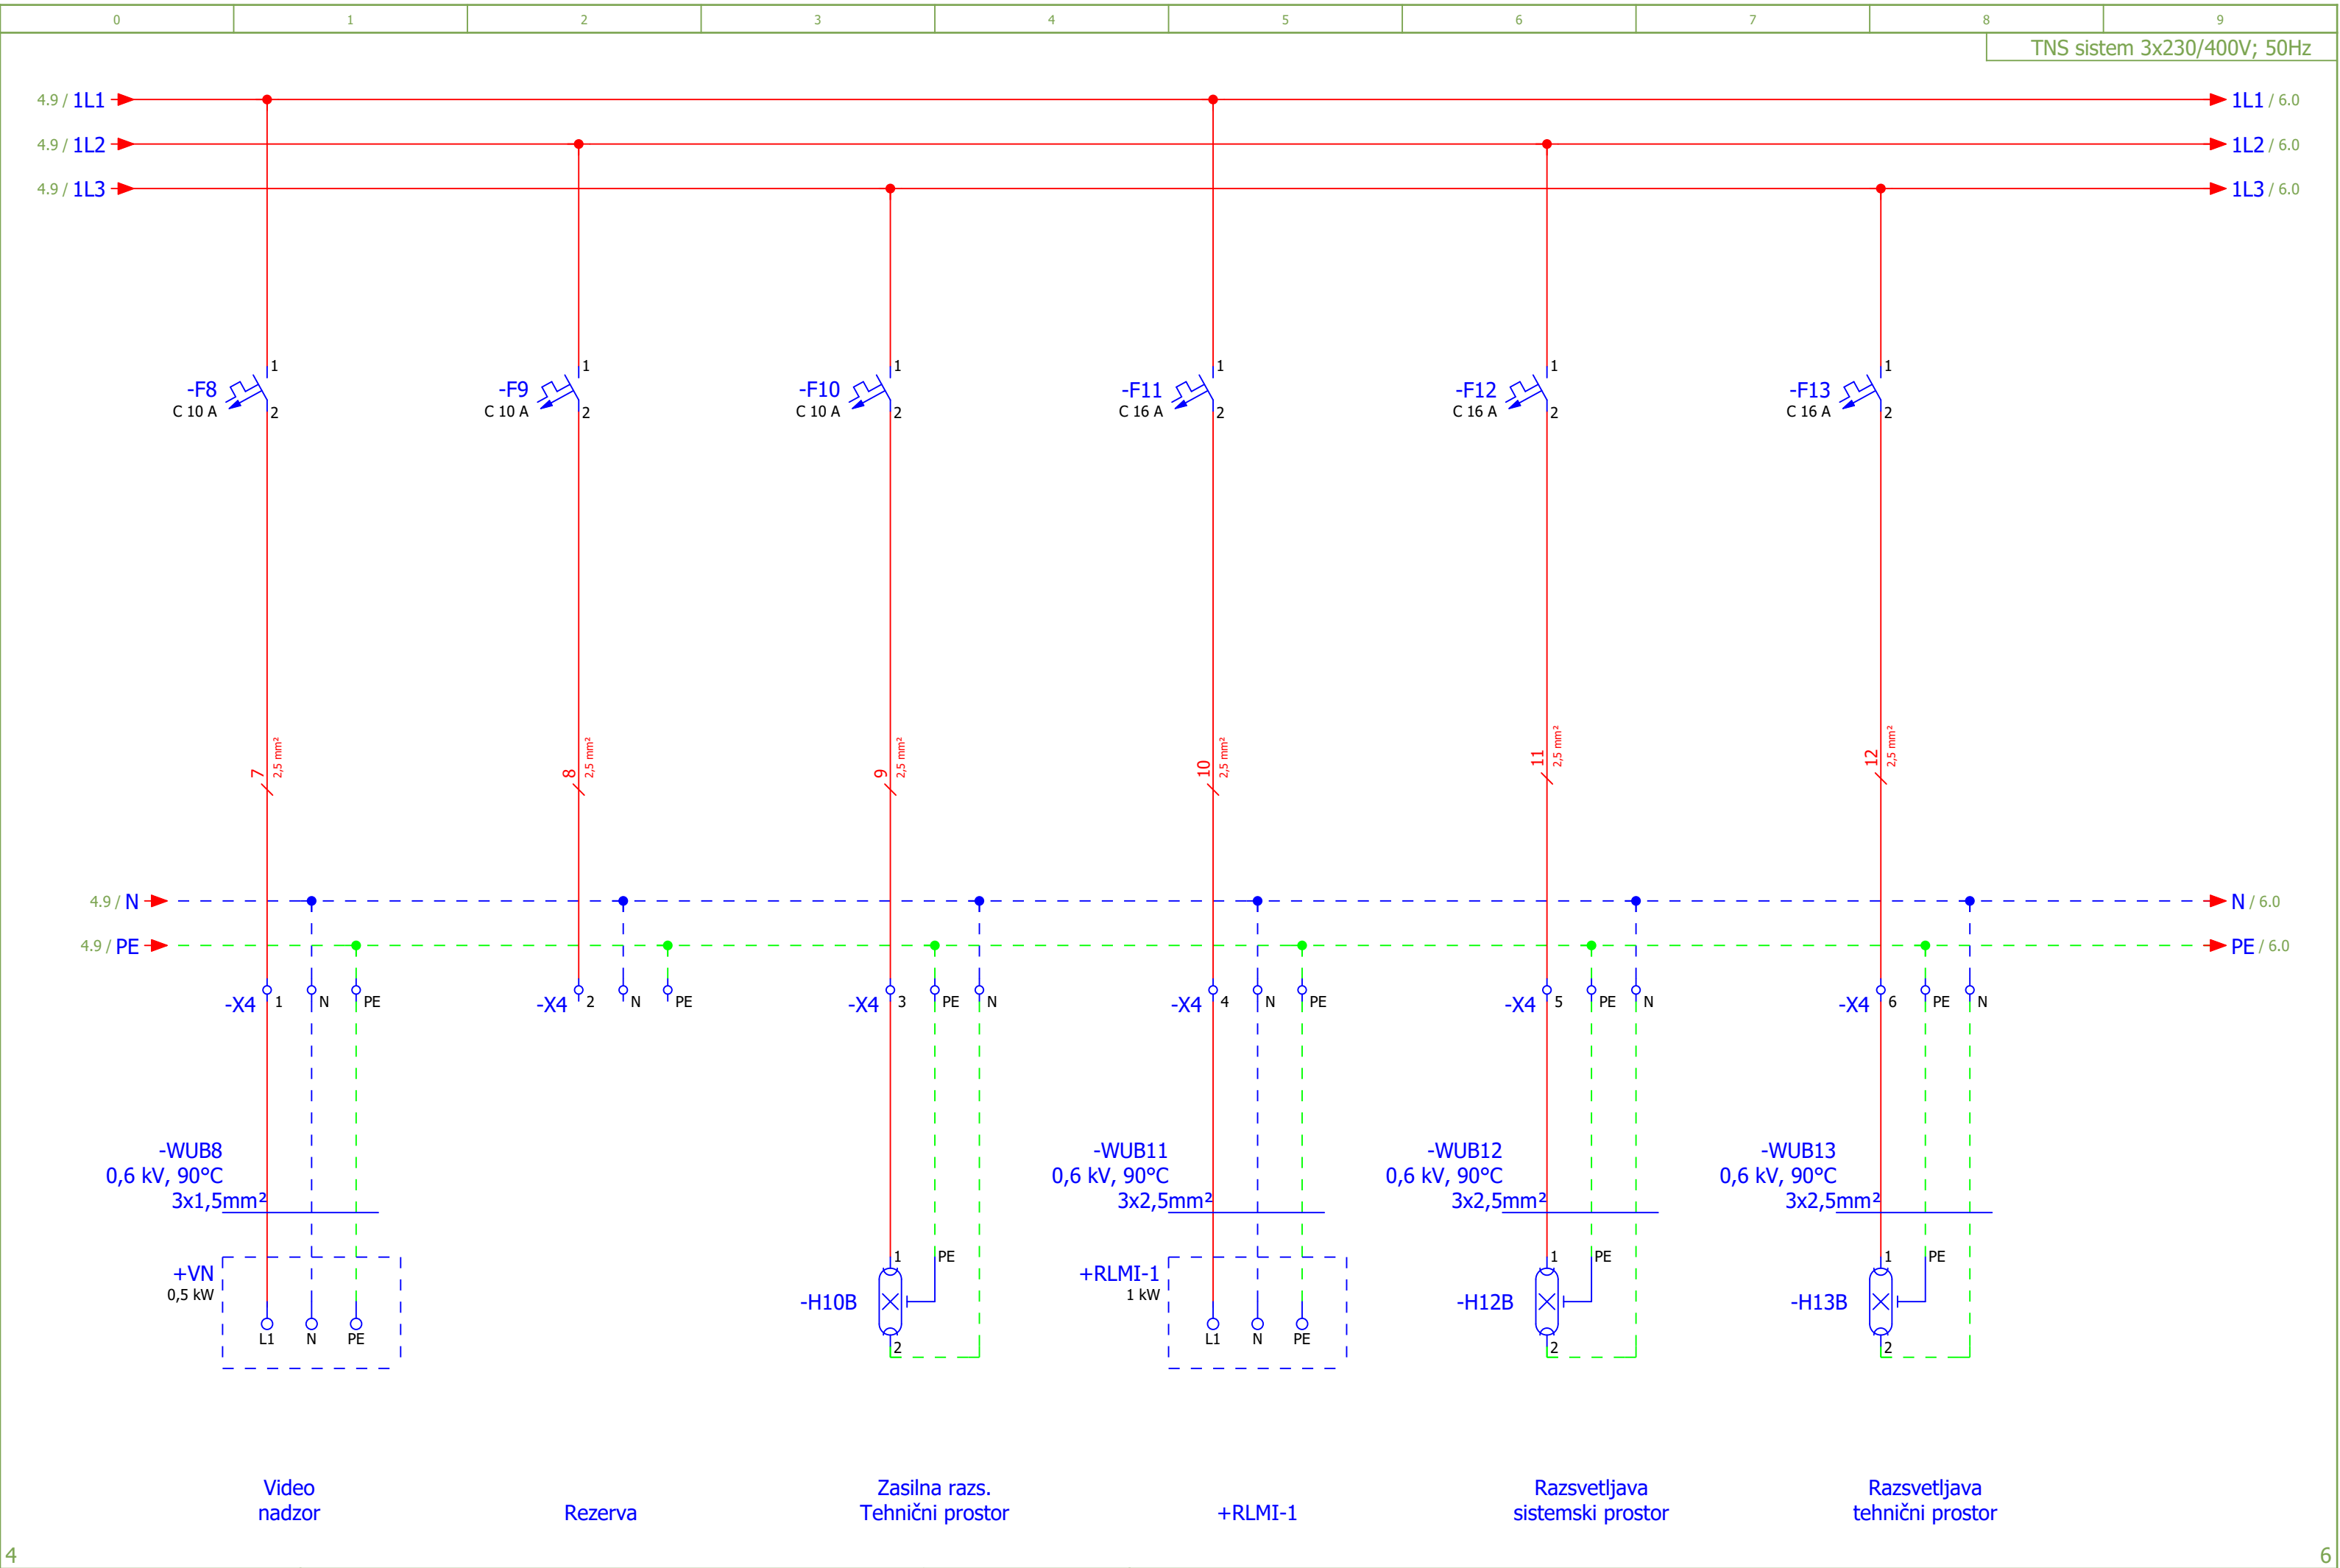 0 1 2 3 4 5 6 7 8 9
TNS sistem 3x230/400V; 50Hz
4.9 / 1L1 1L1 / 6.0
4.9 / 1L2 1L2 / 6.0
4.9 / 1L3 1L3 / 6.0
1 1 1 1 1 1
-F8 -F9 -F10 -F11 -F12 -F13
C 10 A C 10 A C 10 A C 16 A C 16 A C 16 A
2 2 2 2 2 2
7 2,5 mm² 8 2,5 mm² 9 2,5 mm² 10 2,5 mm² 11 2,5 mm² 12 2,5 mm²
4.9 / N N / 6.0
4.9 / PE PE / 6.0
-X4 1 N PE -X4 2 N PE -X4 3 PE N -X4 4 N PE -X4 5 PE N -X4 6 PE N
-WUB8 -WUB11 -WUB12 -WUB13
0,6 kV, 90°C 0,6 kV, 90°C 0,6 kV, 90°C 0,6 kV, 90°C
3x1,5mm² 3x2,5mm² 3x2,5mm² 3x2,5mm²
1 PE 1 PE 1 PE
+VN +RLMI-1
0,5 kW 1 kW
-H10B -H12B -H13B
L1 N PE 2 L1 N PE 2 2
Video Zasilna razs. Razsvetljava Razsvetljava
nadzor Rezerva Tehnični prostor +RLMI-1 sistemski prostor tehnični prostor
4 6